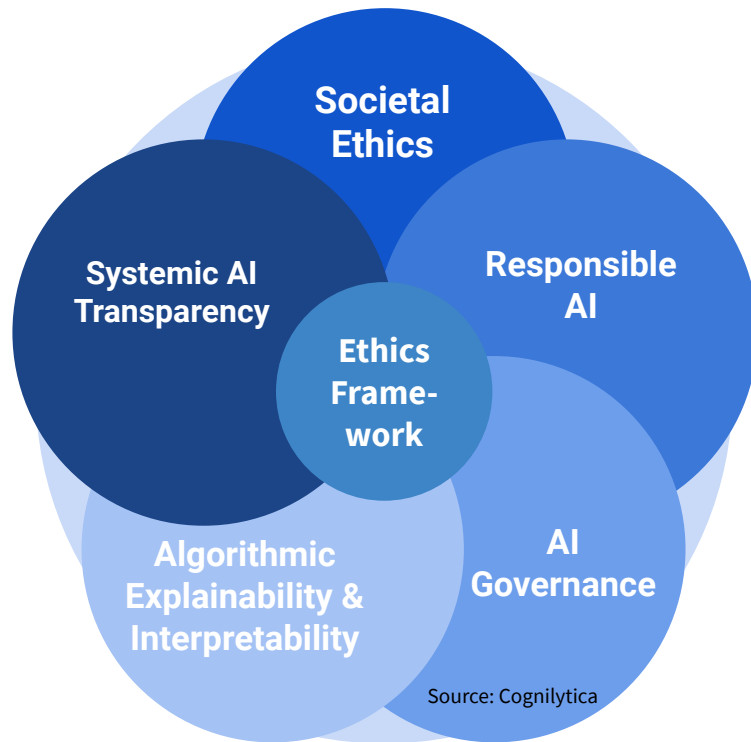 Societal
Ethics
Responsible
AI
Systemic AI
Transparency
Ethics
Frame-
work
AI
Governance
Algorithmic
Explainability &
Interpretability
Source: Cognilytica